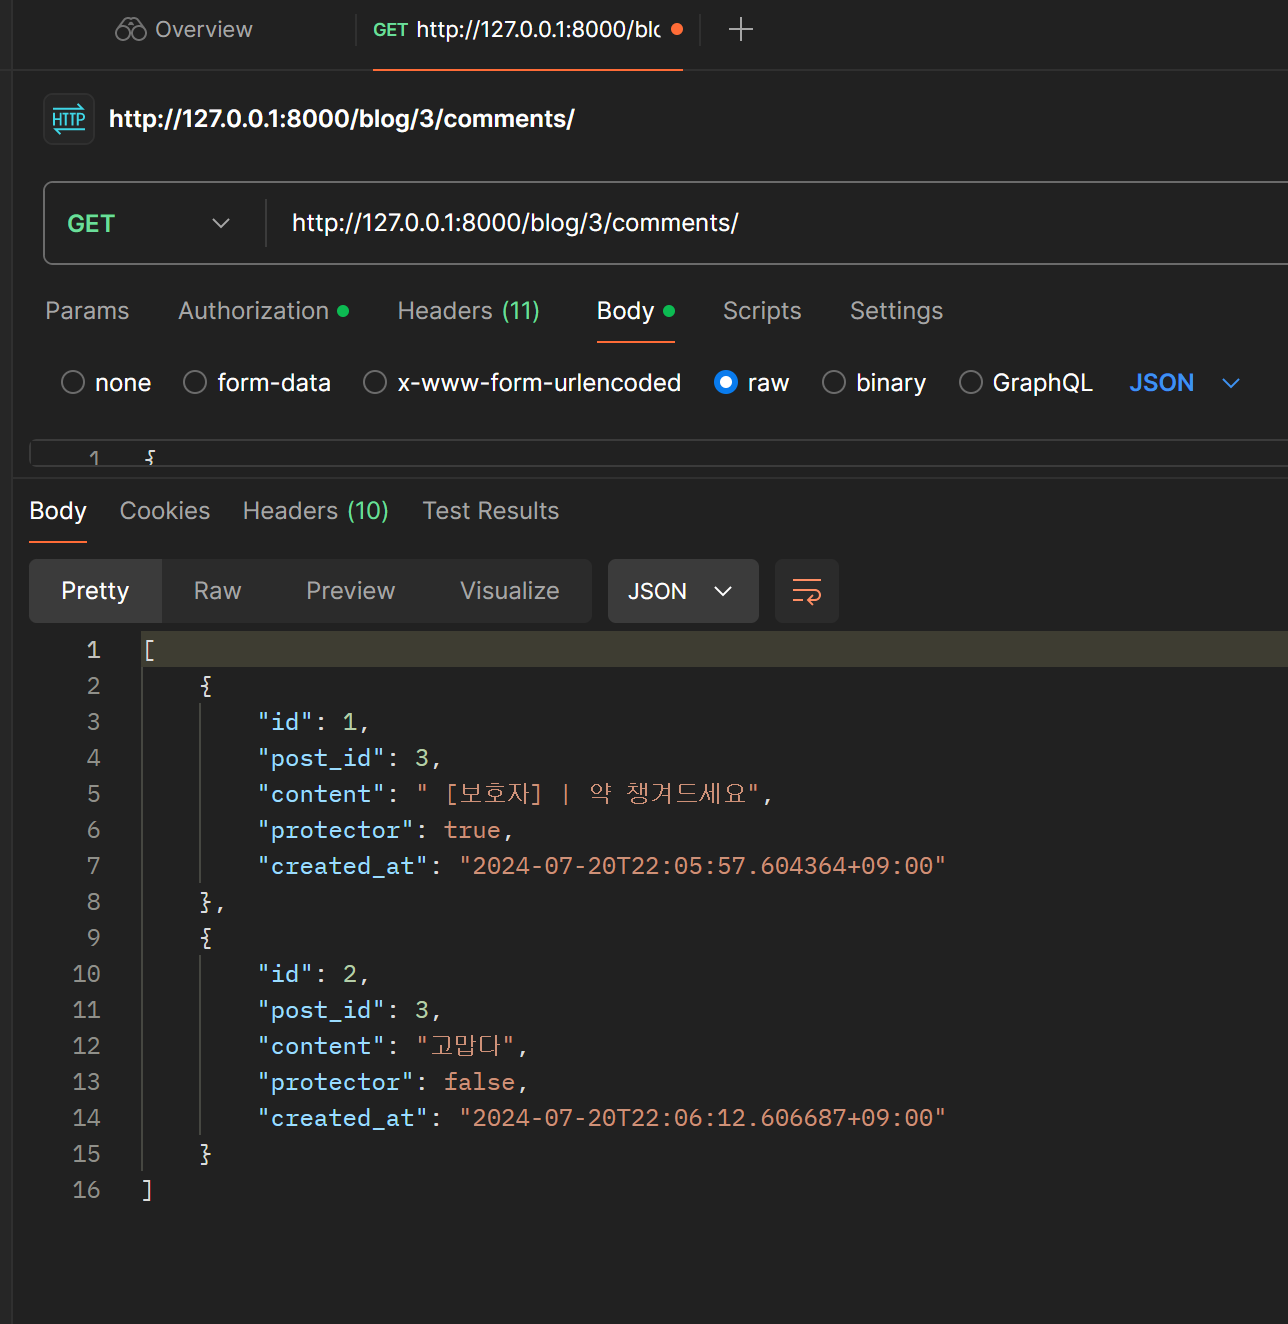 Overview
GET http://127.0.0.1:8000/blo
HTTP http://127.0.0.1:8000/blog/3/comments/
GET http://127.0.0.1:8000/blog/3/comments/
Params Authorization Headers (11) Body Scripts Settings
none form-data x-www-form-urlencoded raw binary GraphQL JSON
1 {
Body Cookies Headers (10) Test Results
Pretty Raw Preview Visualize JSON
1 [
2 {
3 "id": 1,
4 "post_id": 3,
5 "content": " [보호자] | 약 챙겨드세요",
6 "protector": true,
7 "created_at": "2024-07-20T22:05:57.604364+09:00"
8 },
9 {
10 "id": 2,
11 "post_id": 3,
12 "content": "고맙다",
13 "protector": false,
14 "created_at": "2024-07-20T22:06:12.606687+09:00"
15 }
16 ]